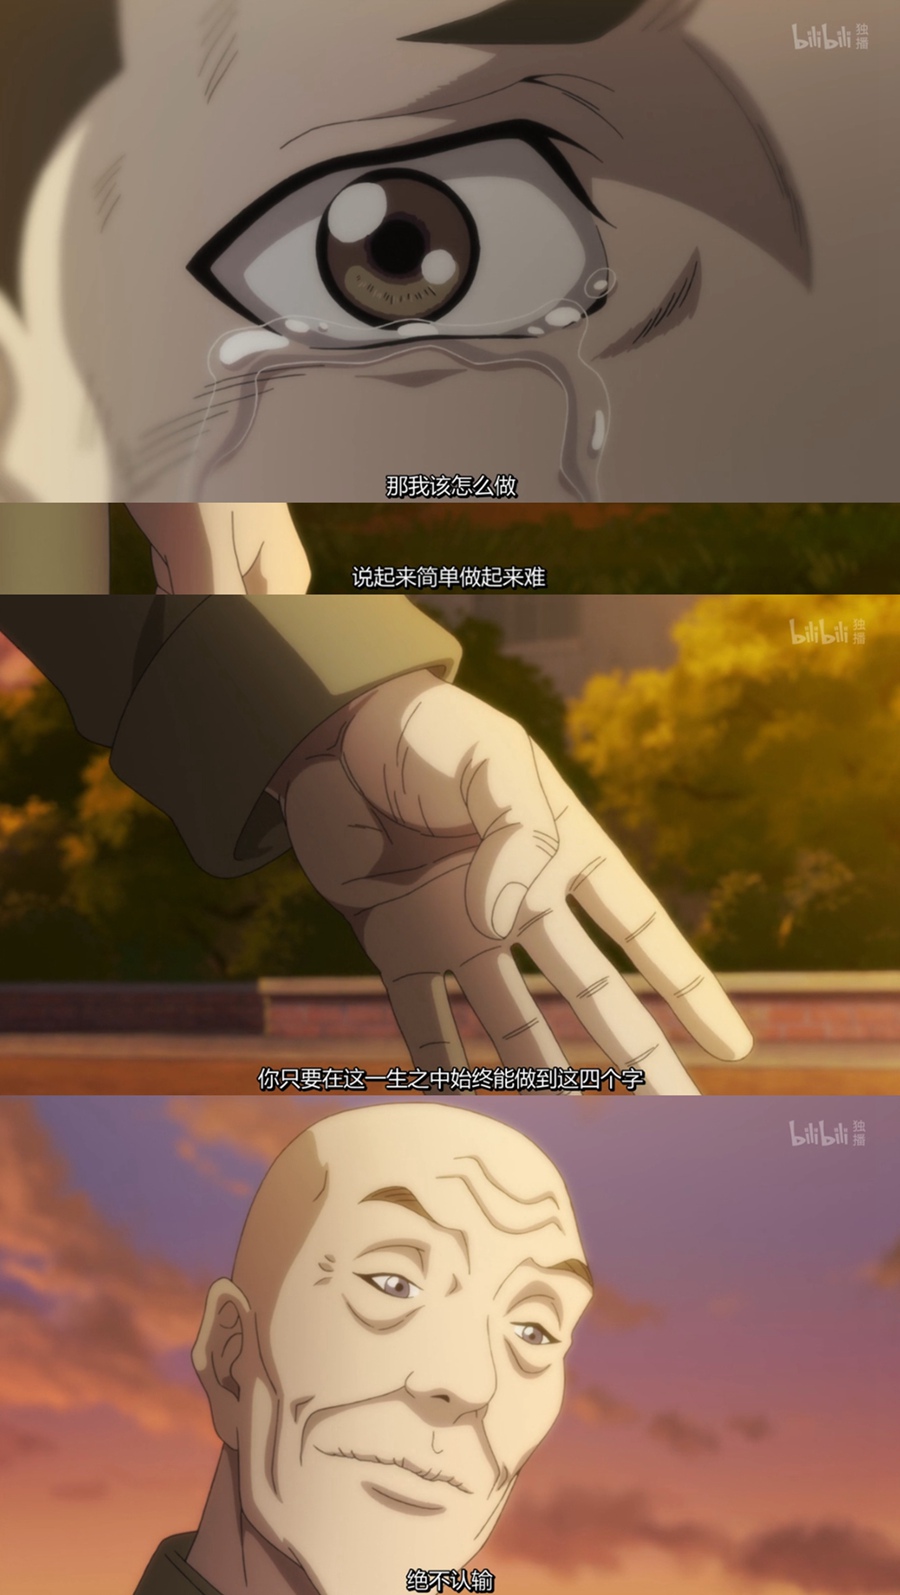 bilibili 独播
那我该怎么做
说起来简单做起来难
bilibili 独播
你只要在这一生之中始终能做到这四个字
bilibili 独播
绝不认输